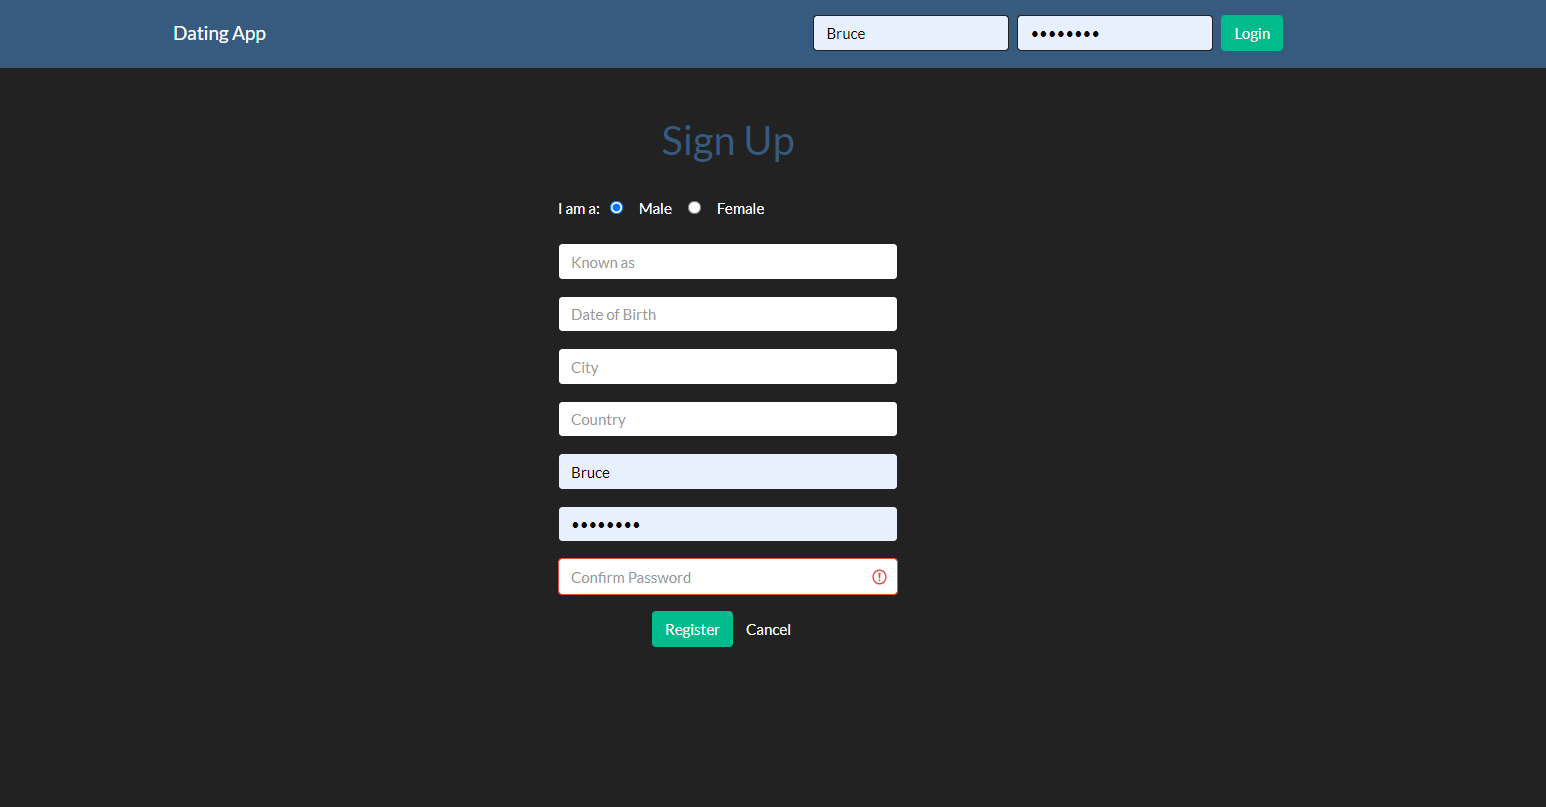 Dating App Bruce •••••••• Login
Sign Up
I am a: Male Female
Known as
Date of Birth
City
Country
Bruce
••••••••
Confirm Password
Register Cancel